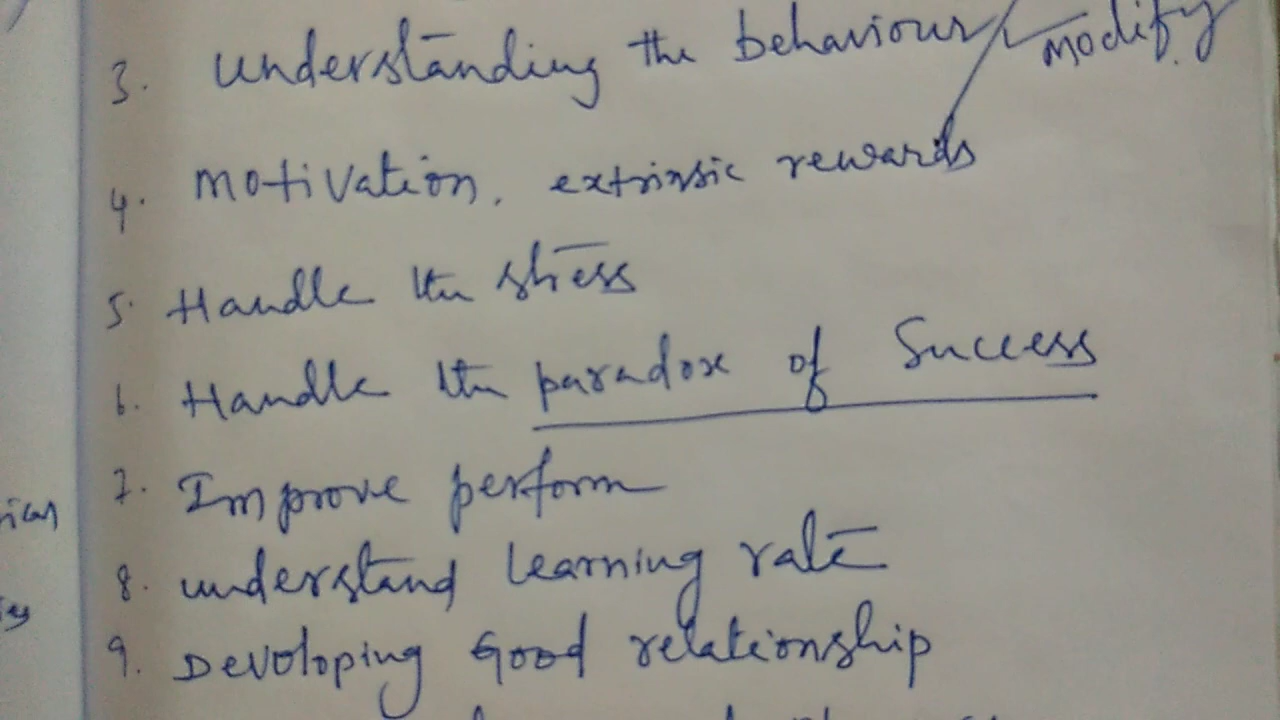 3. understanding the behaviour / modify
4. Motivation, extrinsic rewards
5. Handle the stress
6. Handle the paradox of Success
7. Improve perform
8. understand learning rate
9. Devoloping Good relationship